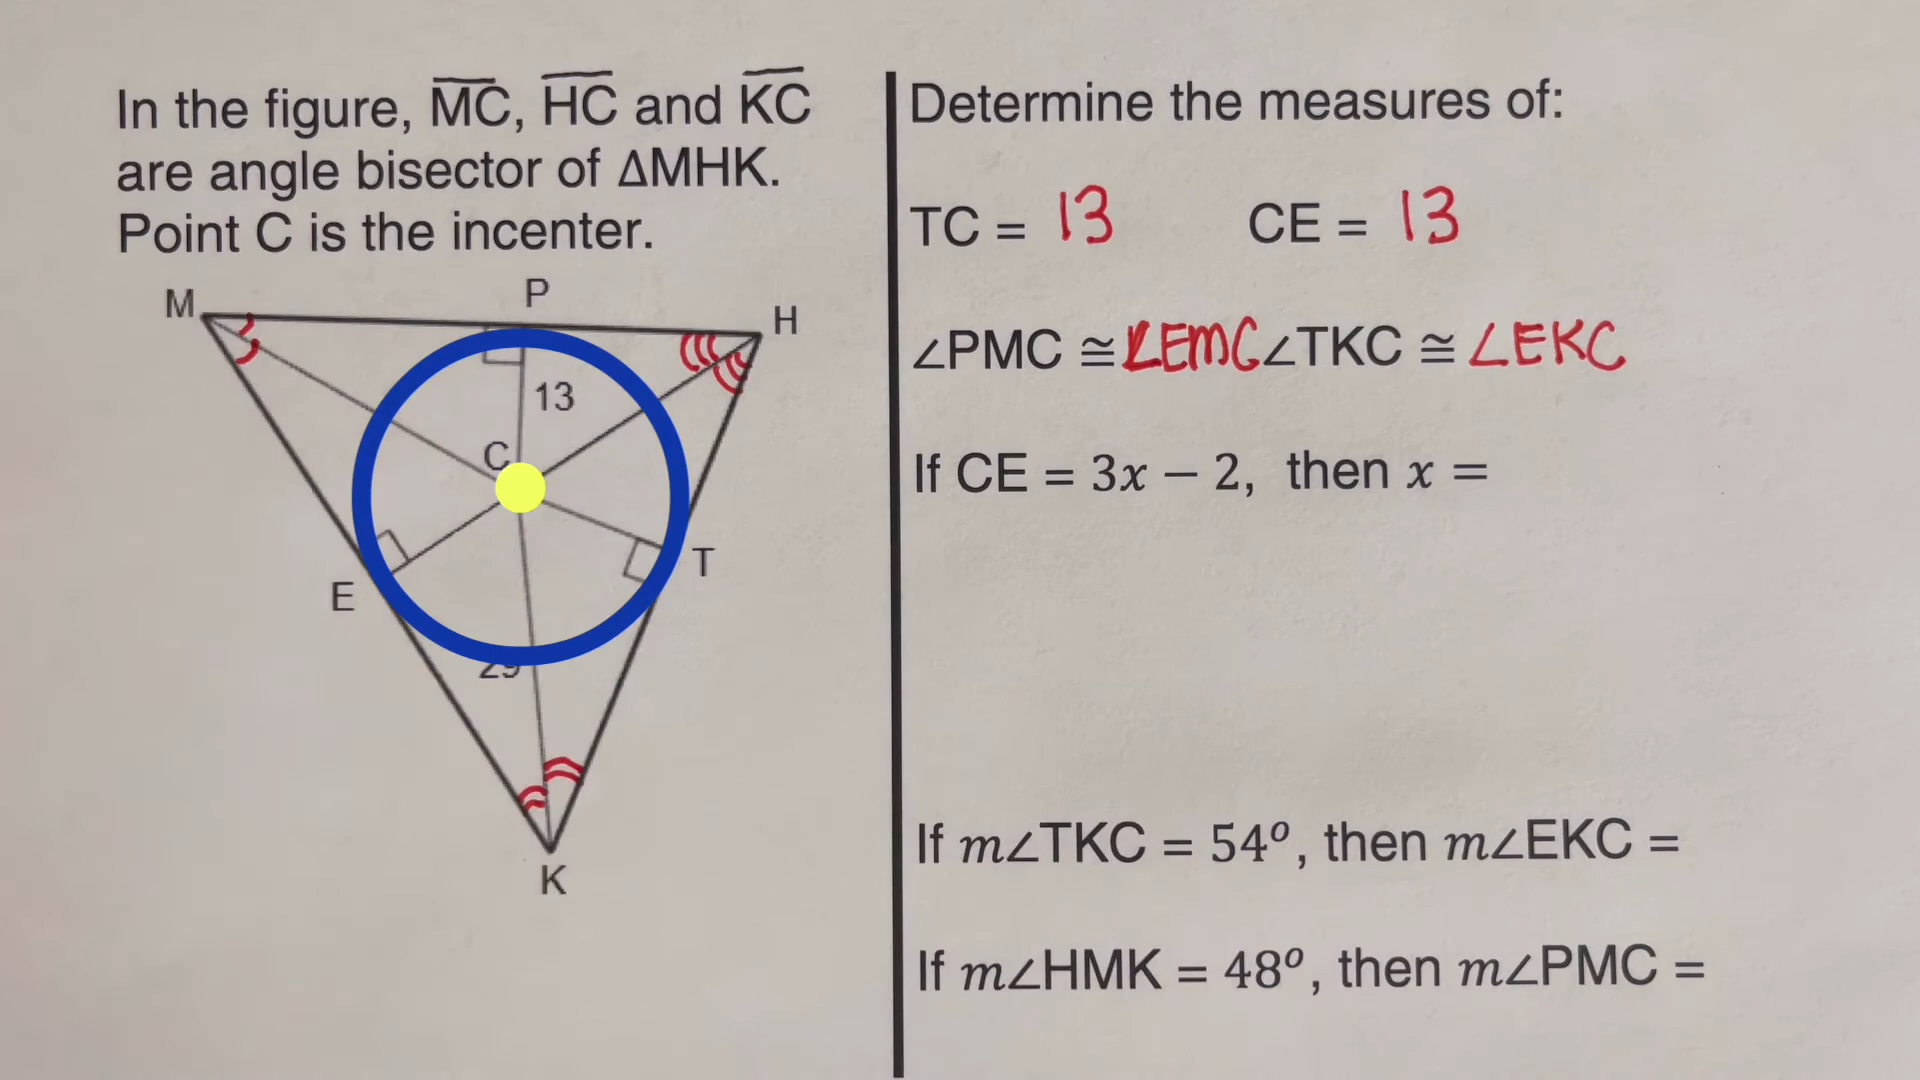 In the figure, MC, HC and KC
are angle bisector of ΔMHK.
Point C is the incenter.
M
P
H
13
C
E
T
K
Determine the measures of:
TC = 13 CE = 13
∠PMC ≅ ∠EMC ∠TKC ≅ ∠EKC
If CE = 3x − 2, then x =
If m∠TKC = 54°, then m∠EKC =
If m∠HMK = 48°, then m∠PMC =